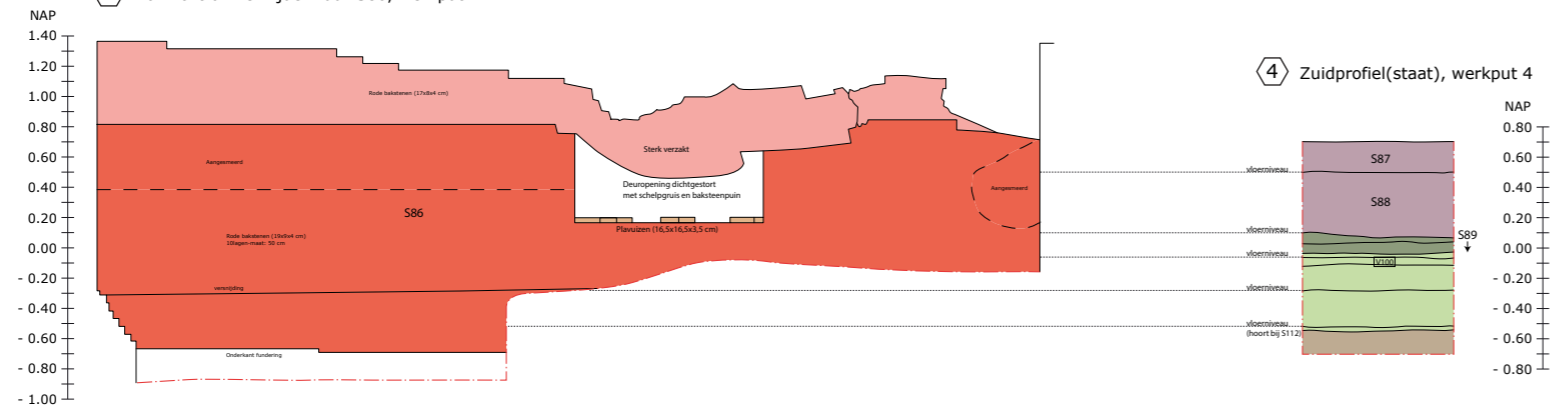 NAP
1.40
1.20
1.00
0.80
0.60
0.40
0.20
0.00
- 0.20
- 0.40
- 0.60
- 0.80
- 1.00
Rode bakstenen (17x8x4 cm)
Sterk verzakt
Aangesmeerd
Deuropening dichtgestort
met schelpgruis en baksteenpuin
S86
Plavuizen (16,5x16,5x3,5 cm)
Rode bakstenen (19x9x4 cm)
10lagen-maat: 50 cm
Aangesmeerd
versnijding
Onderkant fundering
4 Zuidprofiel(staat), werkput 4
vloerniveau
vloerniveau
vloerniveau
vloerniveau
vloerniveau
(hoort bij S112)
S87
S88
S89
V100
NAP
0.80
0.60
0.40
0.20
0.00
- 0.20
- 0.40
- 0.60
- 0.80